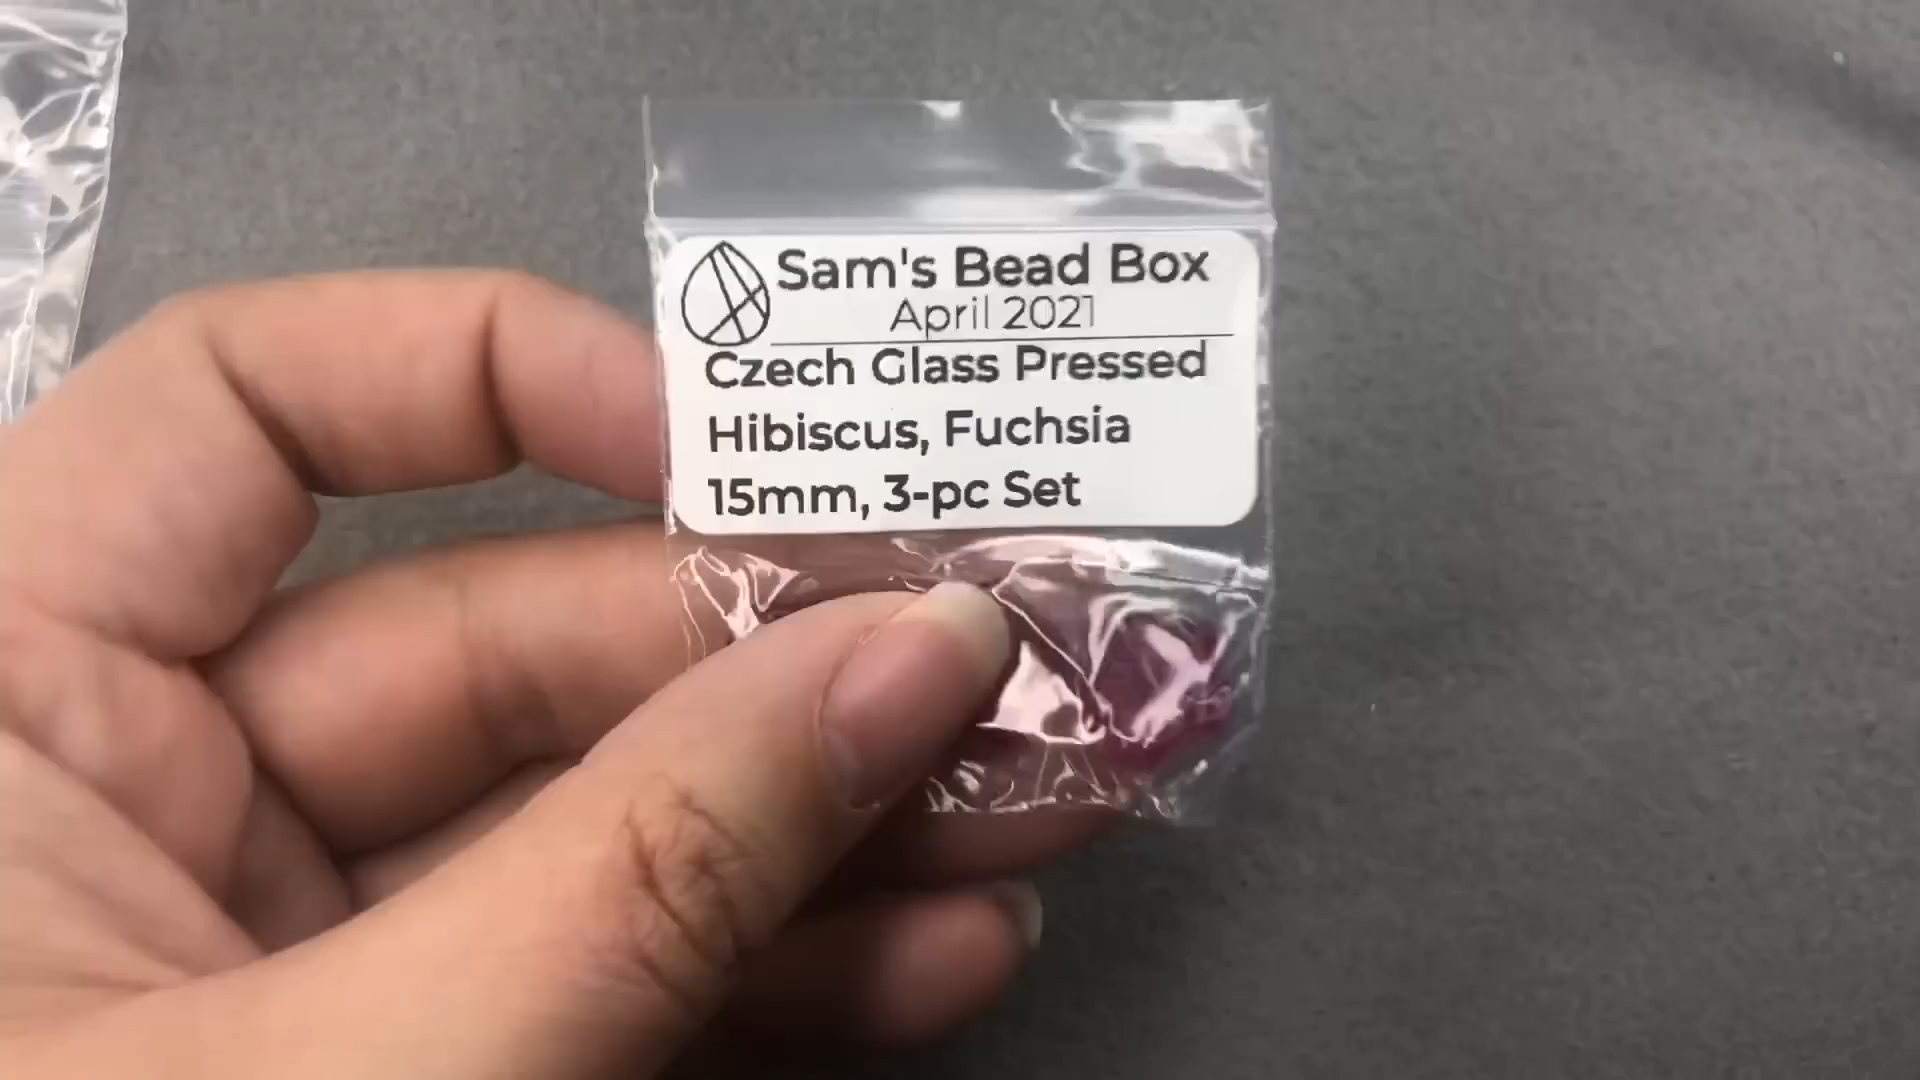 Sam's Bead Box
April 2021
Czech Glass Pressed
Hibiscus, Fuchsia
15mm, 3-pc Set